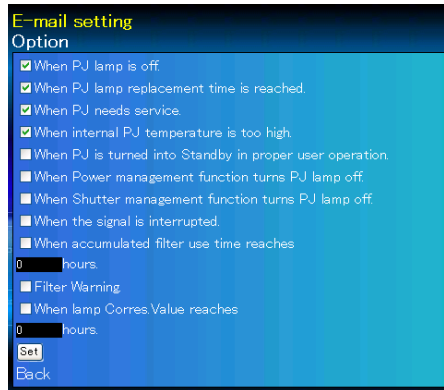 E-mail setting
Option
When PJ lamp is off.
When PJ lamp replacement time is reached.
When PJ needs service.
When internal PJ temperature is too high.
When PJ is turned into Standby in proper user operation.
When Power management function turns PJ lamp off.
When Shutter management function turns PJ lamp off.
When the signal is interrupted.
When accumulated filter use time reaches
0 hours.
Filter Warning.
When lamp Corres.Value reaches
0 hours.
Set
Back